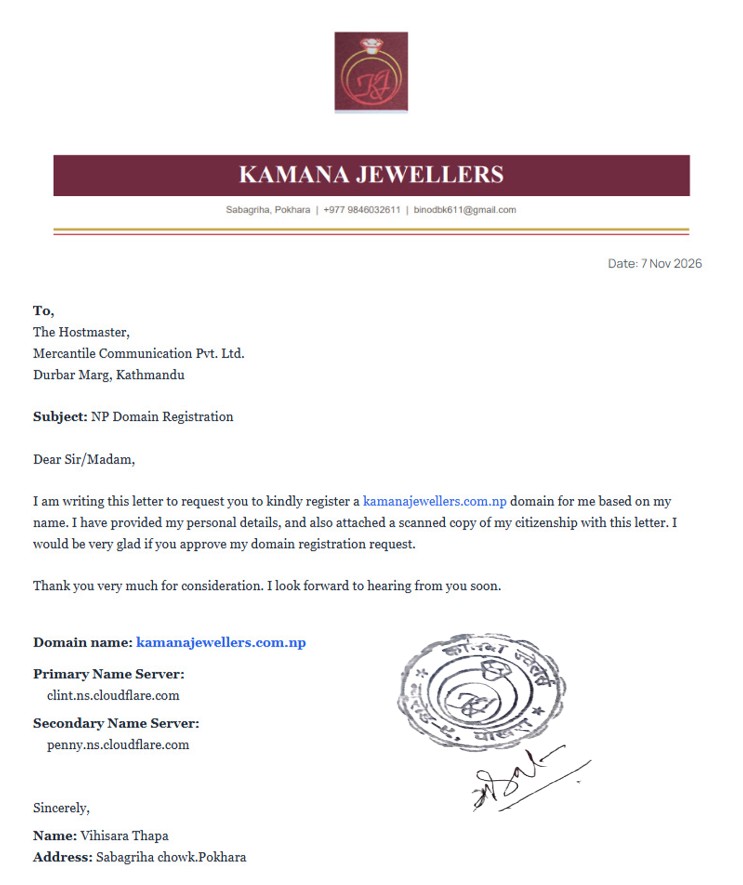 KJ
KAMANA JEWELLERS
Sabagriha, Pokhara | +977 9846032611 | binodbk611@gmail.com
Date: 7 Nov 2026
To,
The Hostmaster,
Mercantile Communication Pvt. Ltd.
Durbar Marg, Kathmandu
Subject: NP Domain Registration
Dear Sir/Madam,
I am writing this letter to request you to kindly register a kamanajewellers.com.np domain for me based on my
name. I have provided my personal details, and also attached a scanned copy of my citizenship with this letter. I
would be very glad if you approve my domain registration request.
Thank you very much for consideration. I look forward to hearing from you soon.
Domain name: kamanajewellers.com.np
Primary Name Server:
clint.ns.cloudflare.com
Secondary Name Server:
penny.ns.cloudflare.com
KJ
पोखरा
Sincerely,
Name: Vihisara Thapa
Address: Sabagriha chowk.Pokhara